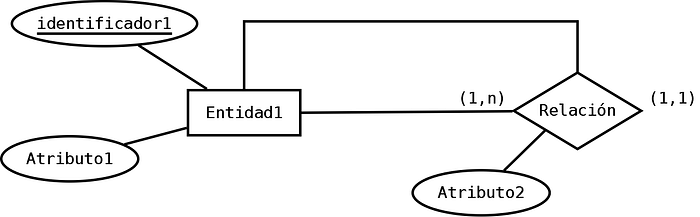 identificador1
(1,n)
(1,1)
Entidad1
Relación
Atributo1
Atributo2